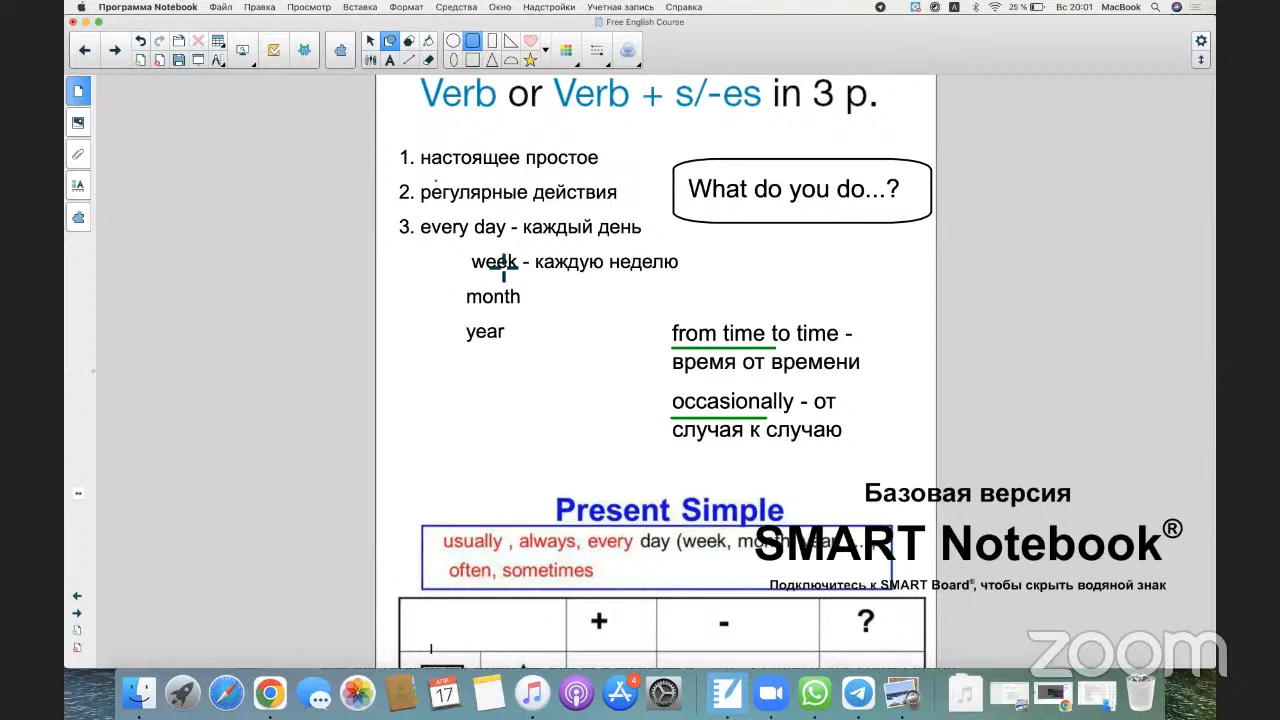 Программа Notebook Файл Правка Просмотр Вставка Формат Средства Окно Надстройки Учетная запись Справка 25 % Вс 20:01 MacBook
Free English Course
Verb or Verb + s/-es in 3 p.
1. настоящее простое
2. регулярные действия
3. every day - каждый день
week - каждую неделю
month
year
What do you do...?
from time to time -
время от времени
occasionally - от
случая к случаю
Present Simple
usually , always, every day (week, month,
often, sometimes
+ - ?
Базовая версия
SMART Notebook®
Подключитесь к SMART Board®, чтобы скрыть водяной знак
zoom
АПР
17
4